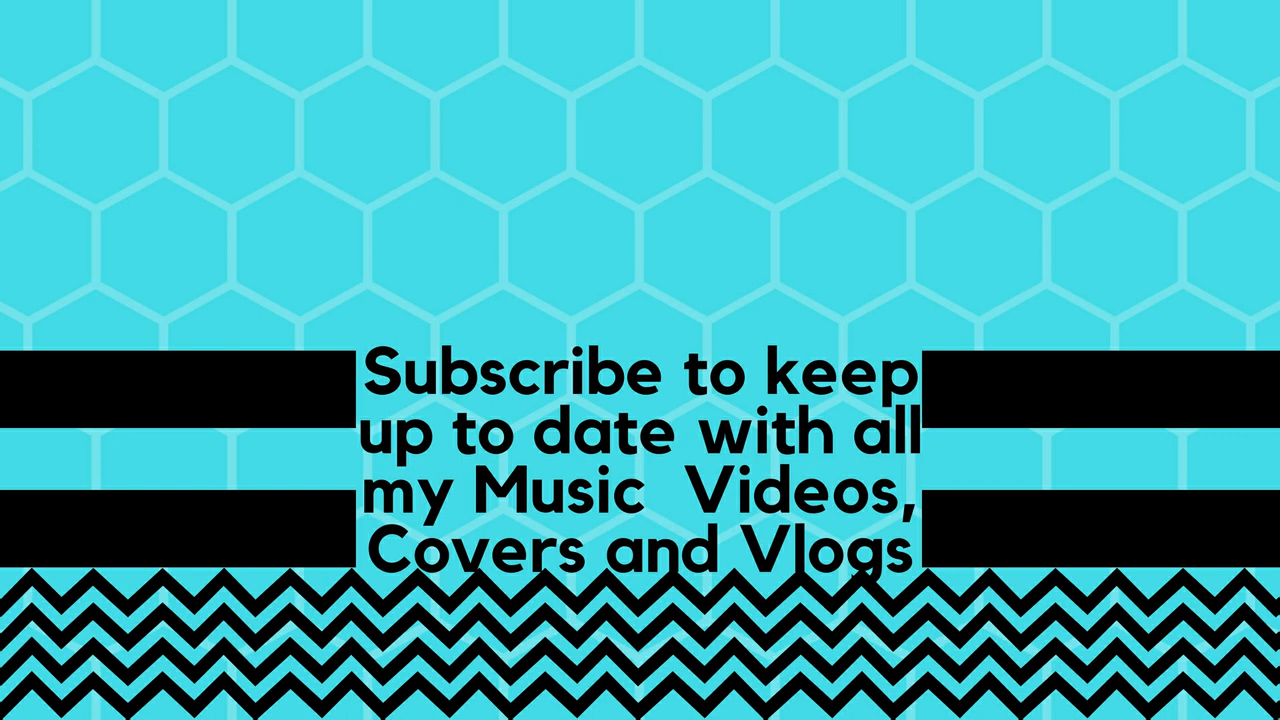 Subscribe to keep
up to date with all
my Music  Videos,
Covers and Vlogs